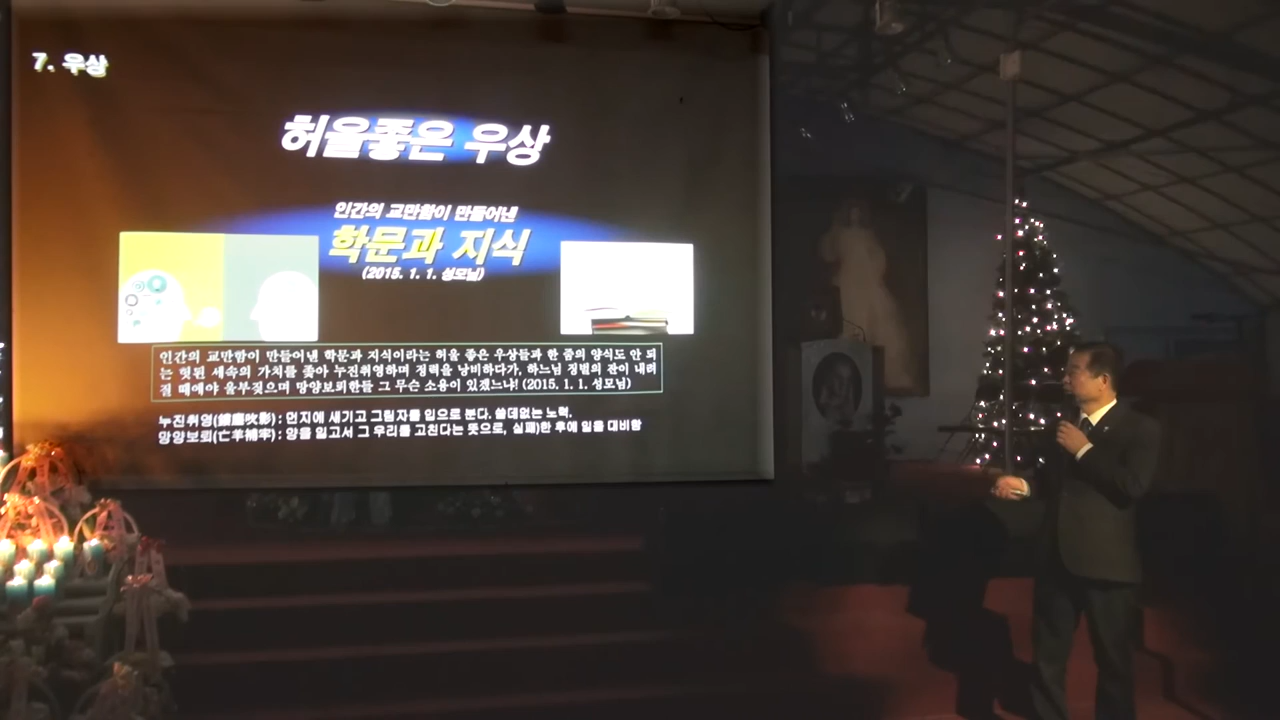 7. 우상
허울좋은 우상
인간의 교만함이 만들어낸
학문과 지식
(2015. 1. 1. 성모님)
인간의 교만함이 만들어낸 학문과 지식이라는 허울 좋은 우상들과 한 줌의 양식도 안 되
는 헛된 세속의 가치를 좇아 누진취영하며 정력을 낭비하다가, 하느님 징벌의 잔이 내려
질 때에야 울부짖으며 망양보뢰한들 그 무슨 소용이 있겠느냐! (2015. 1. 1. 성모님)
누진취영(鏤塵吹影) : 먼지에 새기고 그림자를 입으로 분다. 쓸데없는 노력.
망양보뢰(亡羊補牢) : 양을 잃고서 그 우리를 고친다는 뜻으로, 실패)한 후에 일을 대비함